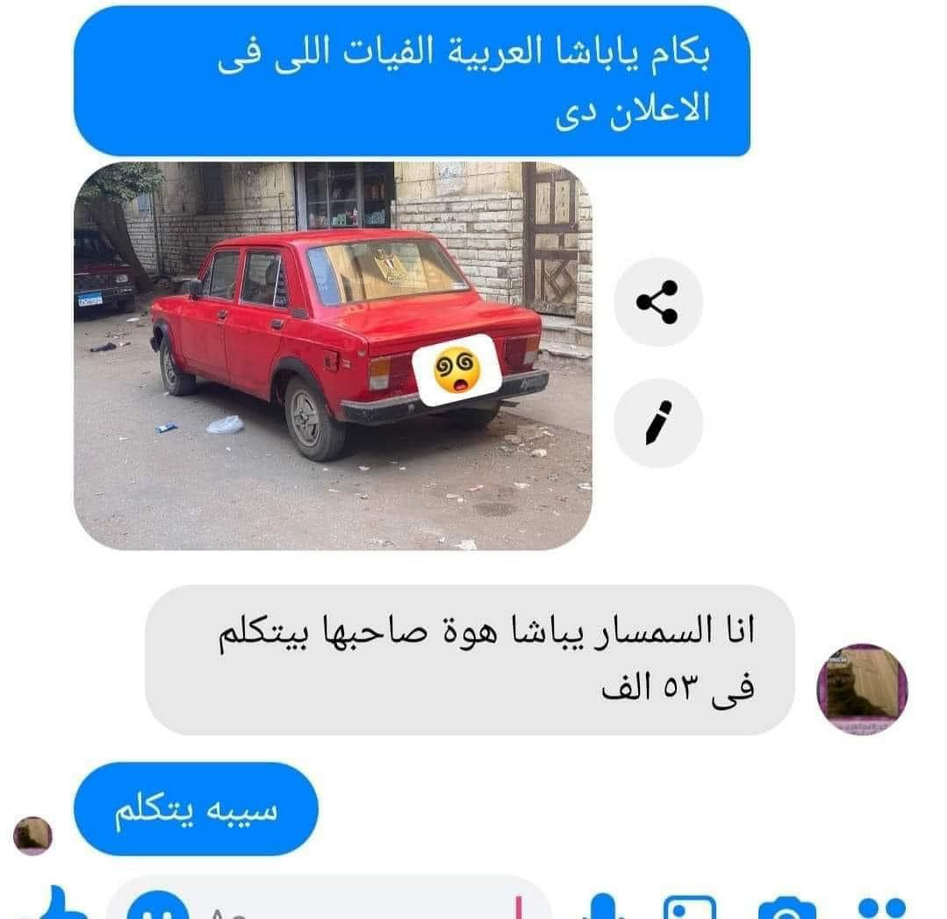 بكام ياباشا العربية الفيات اللى فى
الاعلان دى
انا السمسار يباشا هوة صاحبها بيتكلم
فى ٥٣ الف
سيبه يتكلم
Aa